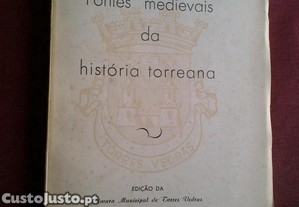 Fontes medievais
da
história torreana
TORRES VEDRAS
EDIÇÃO DA
Câmara Municipal de Torres Vedras
Custojusto.pt